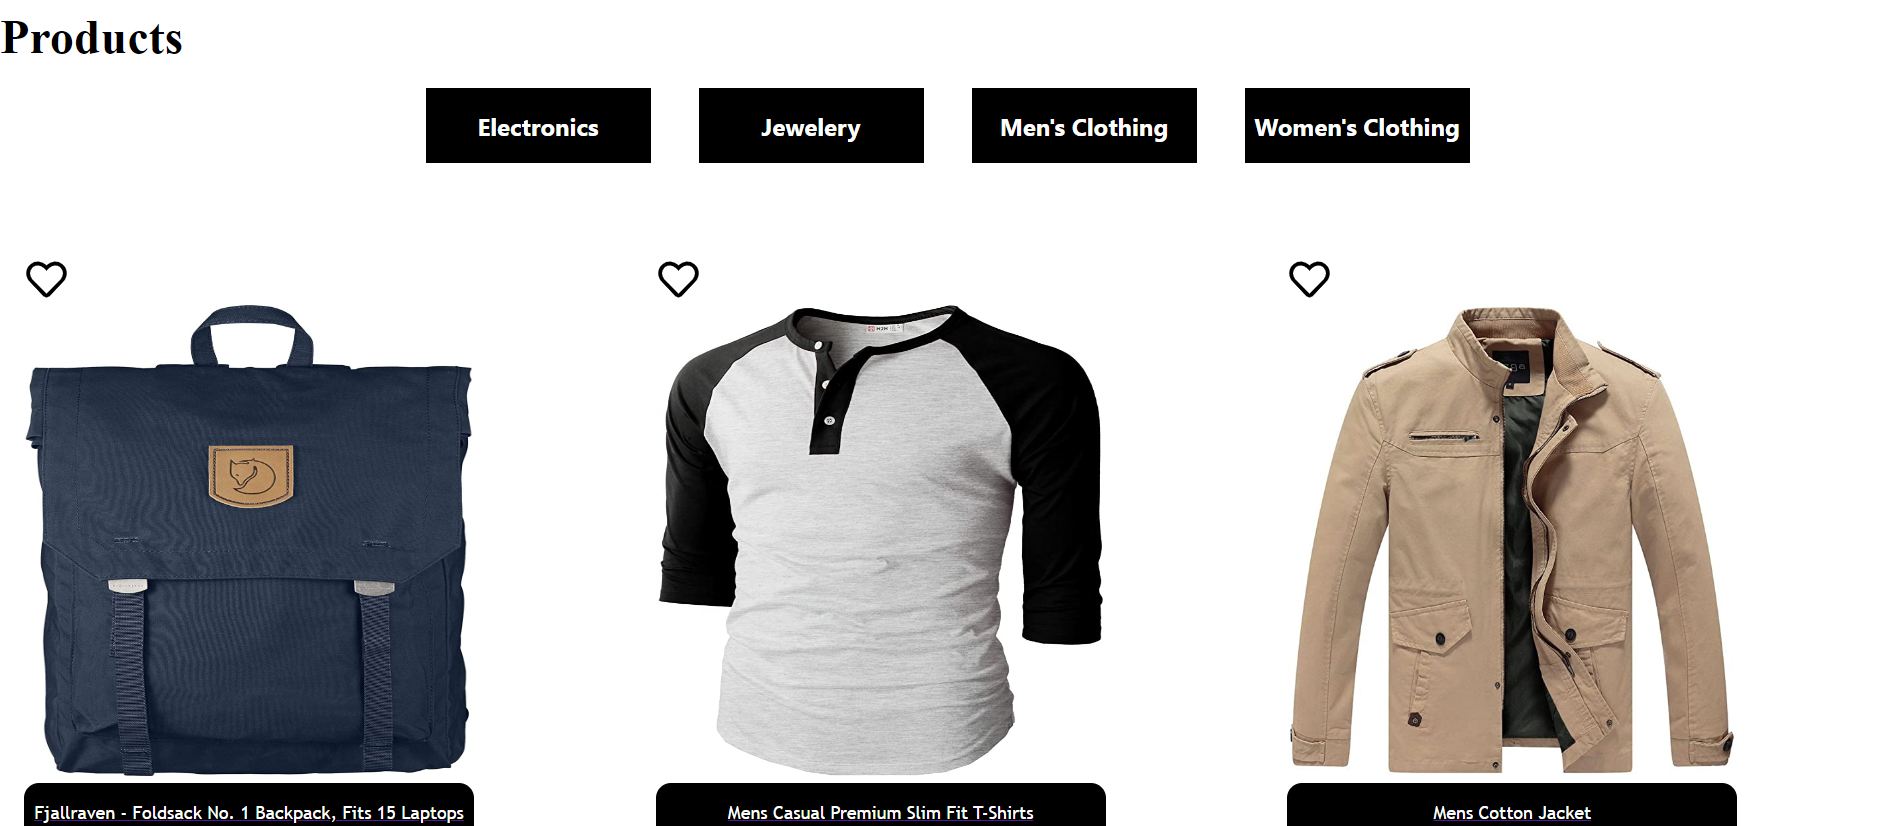 Products
Electronics
Jewelery
Men's Clothing
Women's Clothing
Fjallraven - Foldsack No. 1 Backpack, Fits 15 Laptops
Mens Casual Premium Slim Fit T-Shirts
Mens Cotton Jacket